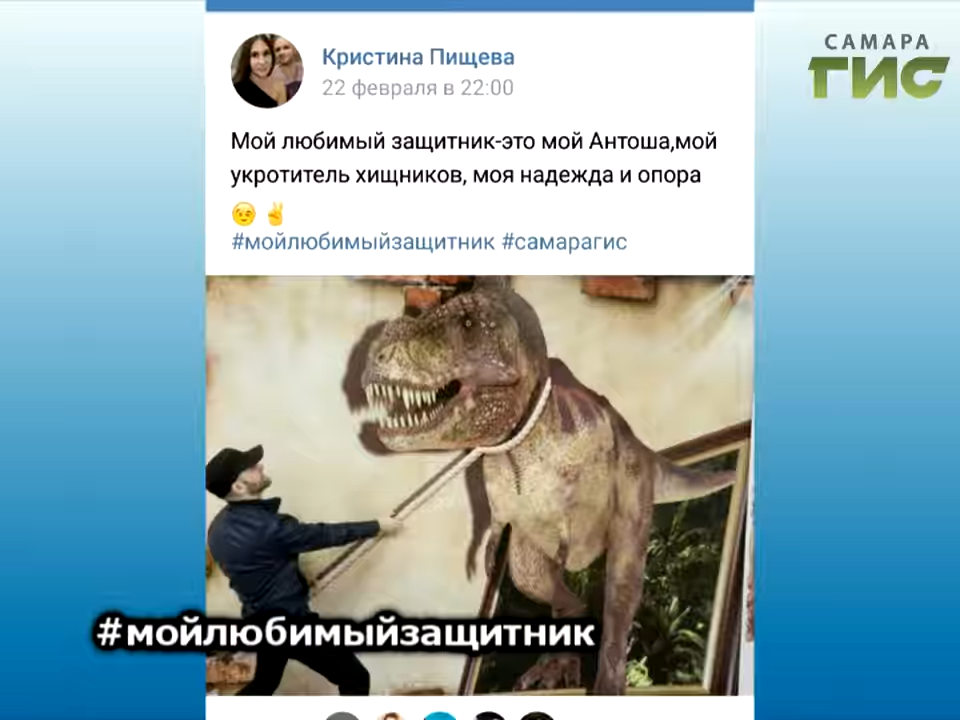 САМАРА
ГИС
Кристина Пищева
22 февраля в 22:00
Мой любимый защитник-это мой Антоша,мой
укротитель хищников, моя надежда и опора
😉✌
#мойлюбимыйзащитник #самарагис
#мойлюбимыйзащитник